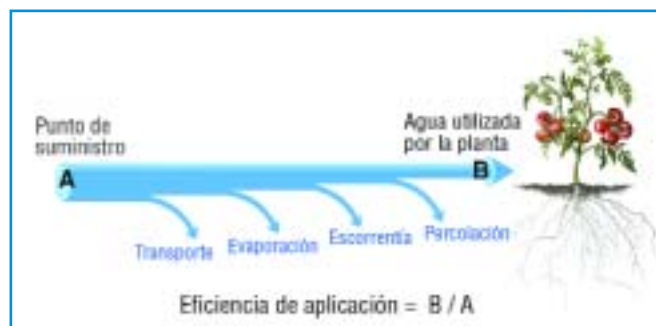 Punto de
suministro
Agua utilizada
por la planta
A
B
Transporte
Evaporación
Escorrentía
Percolación
Eficiencia de aplicación = B / A